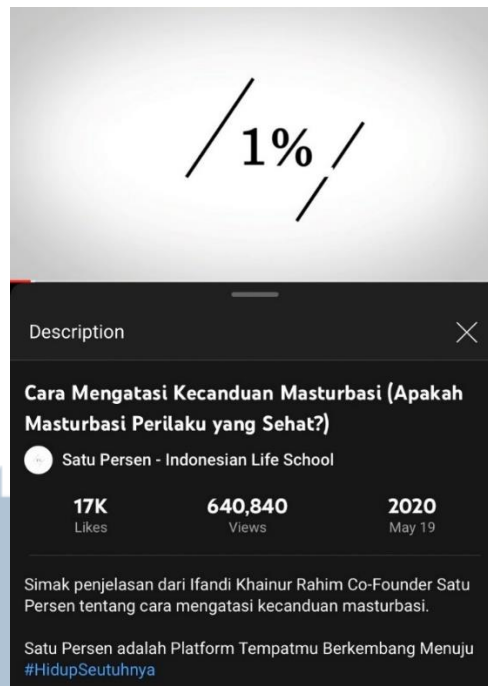 1%
Description
Cara Mengatasi Kecanduan Masturbasi (Apakah
Masturbasi Perilaku yang Sehat?)
Satu Persen - Indonesian Life School
17K 640,840 2020
Likes Views May 19
Simak penjelasan dari Ifandi Khainur Rahim Co-Founder Satu
Persen tentang cara mengatasi kecanduan masturbasi.
Satu Persen adalah Platform Tempatmu Berkembang Menuju
#HidupSeutuhnya